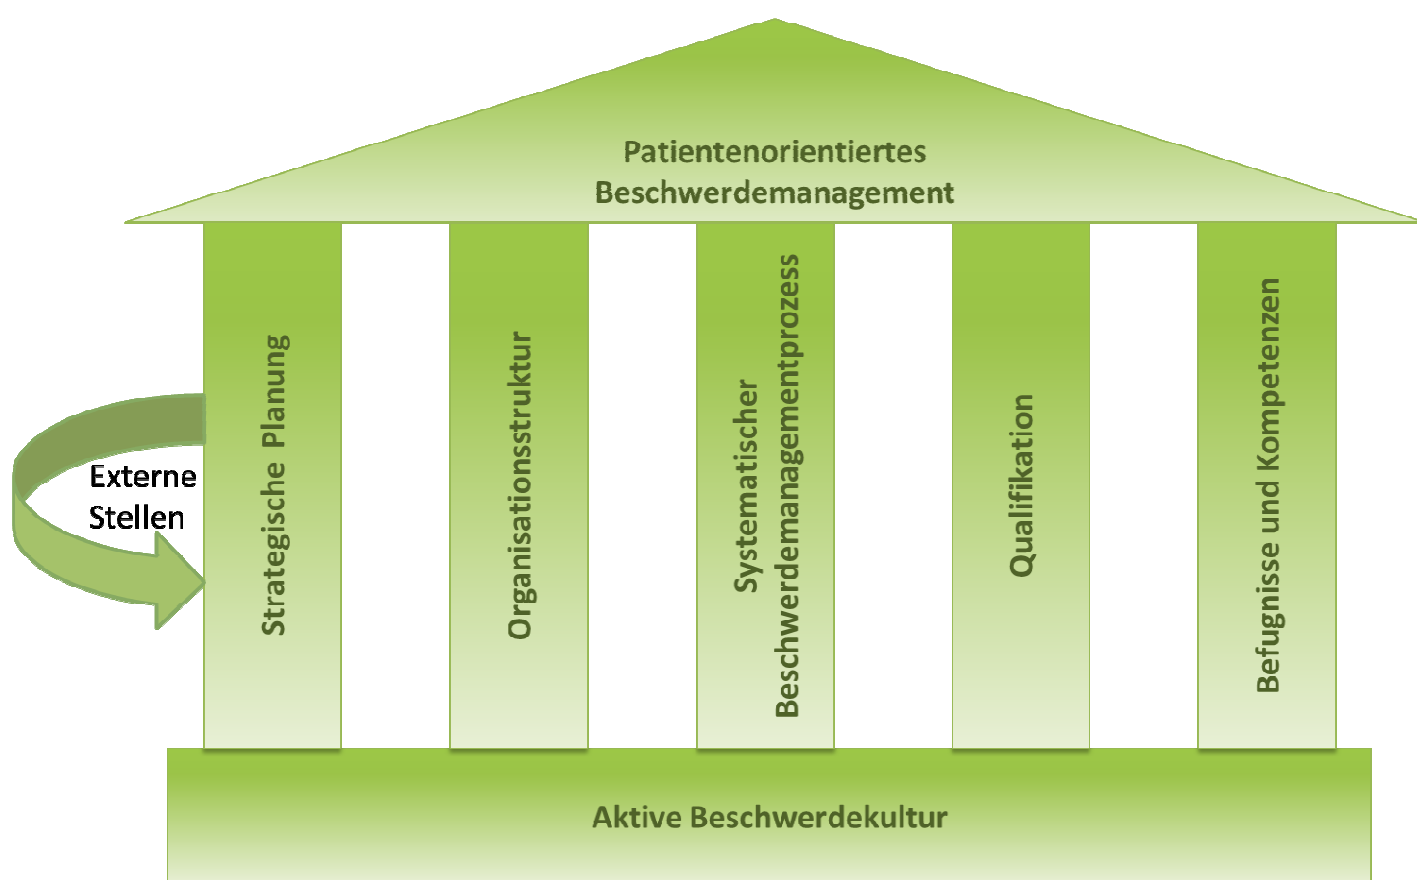 Patientenorientiertes
Beschwerdemanagement
Externe
Stellen
Strategische Planung
Organisationsstruktur
Systematischer
Beschwerdemanagementprozess
Qualifikation
Befugnisse und Kompetenzen
Aktive Beschwerdekultur